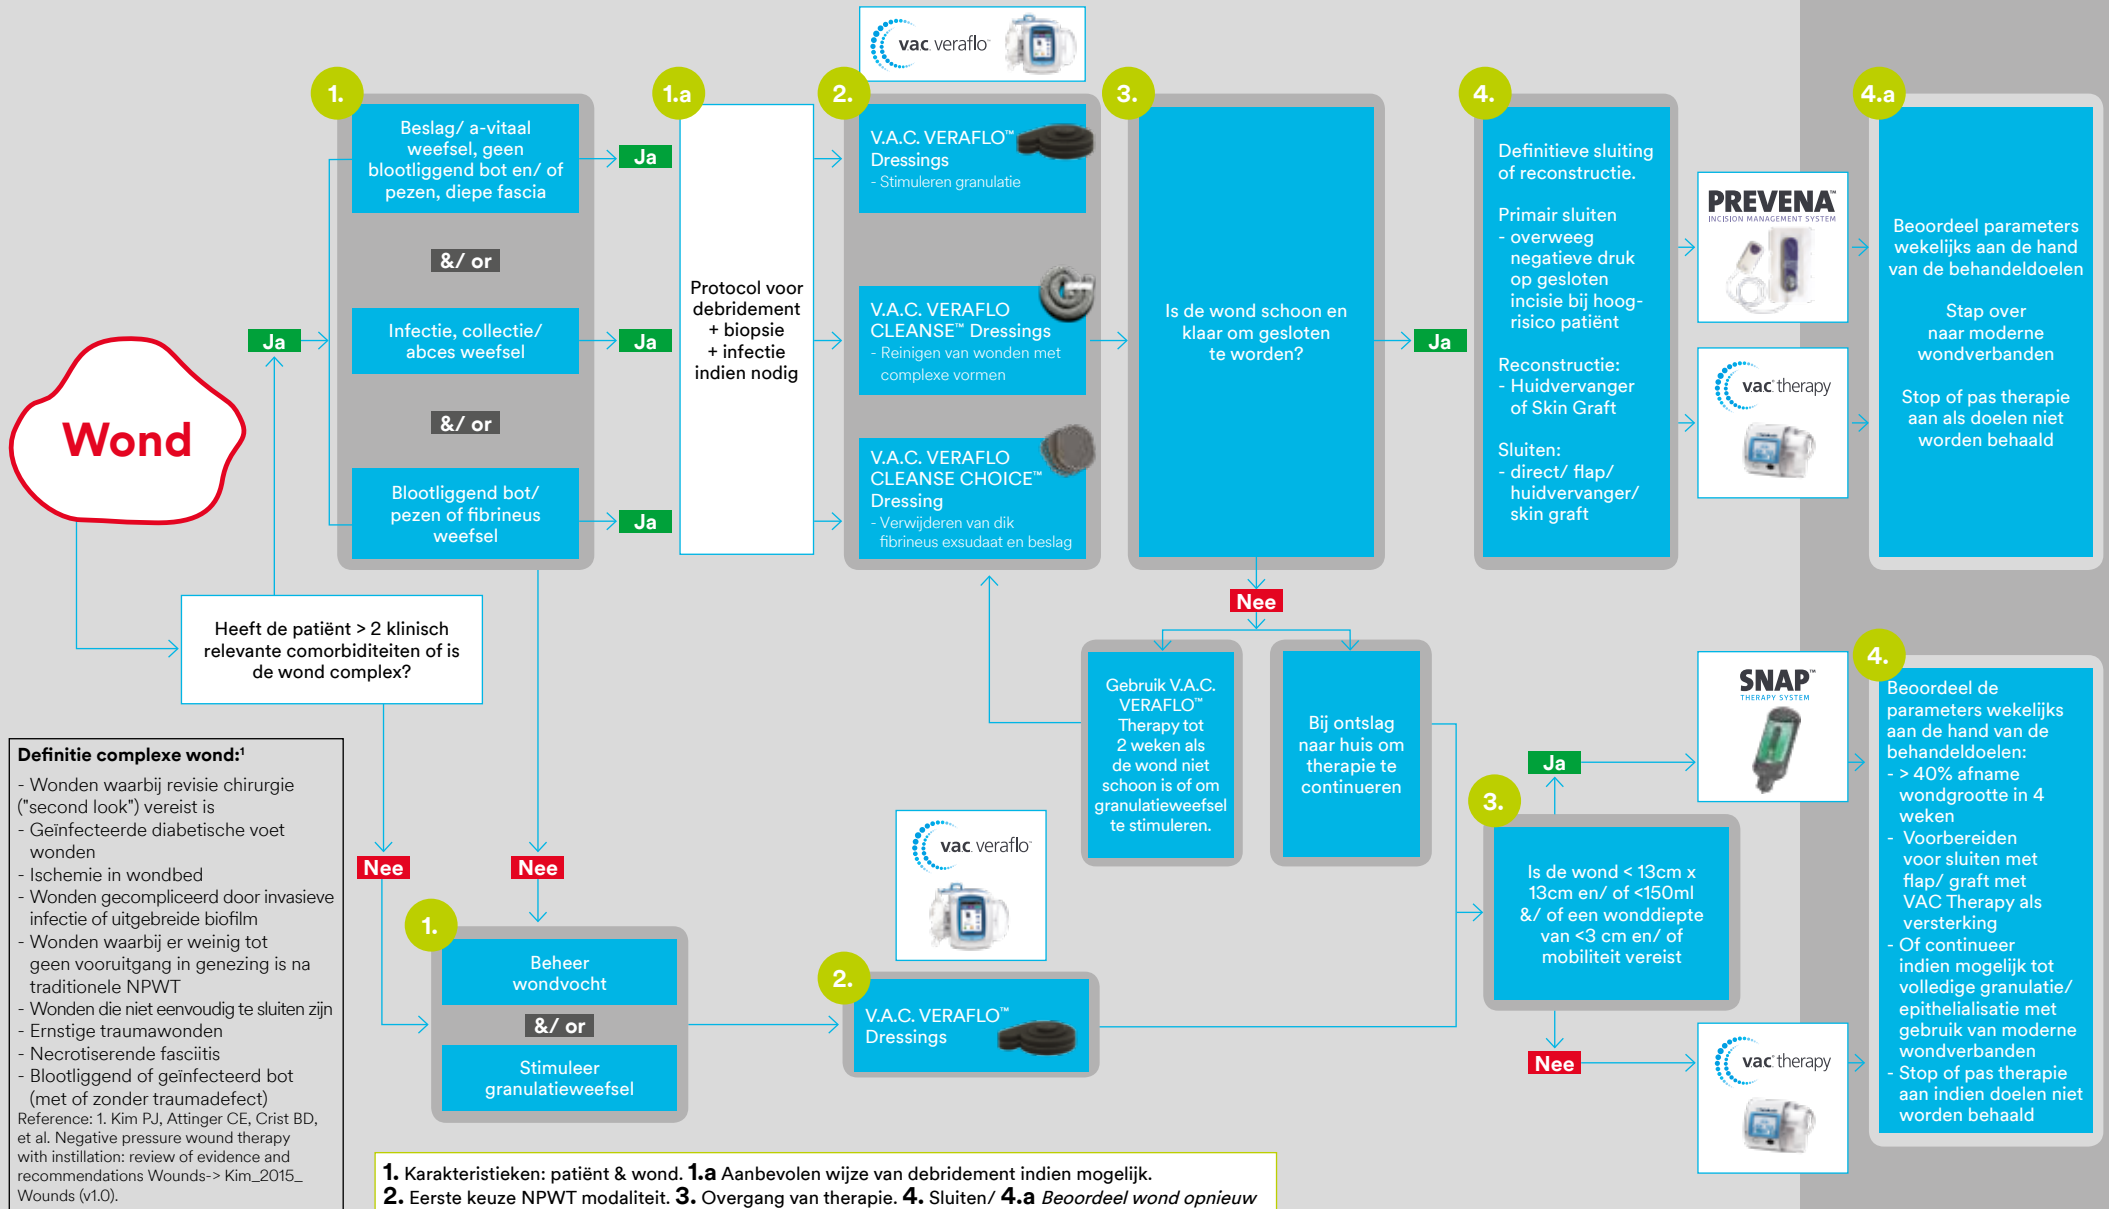 vac. veraflo™
1.
1.a
2.
3.
4.
4.a
Wond
Ja
Beslag/ a-vitaal
weefsel, geen
blootliggend bot en/ of
pezen, diepe fascia
&/ or
Infectie, collectie/
abces weefsel
&/ or
Blootliggend bot/
pezen of fibrineus
weefsel
Ja
Ja
Ja
Protocol voor
debridement
+ biopsie
+ infectie
indien nodig
V.A.C. VERAFLO™
Dressings
- Stimuleren granulatie
V.A.C. VERAFLO
CLEANSE™ Dressings
- Reinigen van wonden met
complexe vormen
V.A.C. VERAFLO
CLEANSE CHOICE™
Dressing
- Verwijderen van dik
fibrineus exsudaat en beslag
Is de wond schoon en
klaar om gesloten
te worden?
Ja
Definitieve sluiting
of reconstructie.
Primair sluiten
- overweeg
negatieve druk
op gesloten
incisie bij hoog-
risico patiënt
Reconstructie:
- Huidvervanger
of Skin Graft
Sluiten:
- direct/ flap/
huidvervanger/
skin graft
PREVENA™
INCISION MANAGEMENT SYSTEM
vac.® therapy
Beoordeel parameters
wekelijks aan de hand
van de behandeldoelen
Stap over
naar moderne
wondverbanden
Stop of pas therapie
aan als doelen niet
worden behaald
Heeft de patiënt > 2 klinisch
relevante comorbiditeiten of is
de wond complex?
Nee
Gebruik V.A.C.
VERAFLO™
Therapy tot
2 weken als
de wond niet
schoon is of om
granulatieweefsel
te stimuleren.
Bij ontslag
naar huis om
therapie te
continueren
Definitie complexe wond:¹
- Wonden waarbij revisie chirurgie
("second look") vereist is
- Geïnfecteerde diabetische voet
wonden
- Ischemie in wondbed
- Wonden gecompliceerd door invasieve
infectie of uitgebreide biofilm
- Wonden waarbij er weinig tot
geen vooruitgang in genezing is na
traditionele NPWT
- Wonden die niet eenvoudig te sluiten zijn
- Ernstige traumawonden
- Necrotiserende fasciitis
- Blootliggend of geïnfecteerd bot
(met of zonder traumadefect)
Reference: 1. Kim PJ, Attinger CE, Crist BD,
et al. Negative pressure wound therapy
with instillation: review of evidence and
recommendations Wounds-> Kim_2015_
Wounds (v1.0).
Nee
Nee
1.
Beheer
wondvocht
&/ or
Stimuleer
granulatieweefsel
vac. veraflo™
2.
V.A.C. VERAFLO™
Dressings
3.
Ja
Is de wond < 13cm x
13cm en/ of <150ml
&/ of een wonddiepte
van <3 cm en/ of
mobiliteit vereist
Nee
SNAP™
THERAPY SYSTEM
vac.® therapy
4.
Beoordeel de
parameters wekelijks
aan de hand van de
behandeldoelen:
- > 40% afname
wondgrootte in 4
weken
- Voorbereiden
voor sluiten met
flap/ graft met
VAC Therapy als
versterking
- Of continueer
indien mogelijk tot
volledige granulatie/
epithelialisatie met
gebruik van moderne
wondverbanden
- Stop of pas therapie
aan indien doelen niet
worden behaald
1. Karakteristieken: patiënt & wond. 1.a Aanbevolen wijze van debridement indien mogelijk.
2. Eerste keuze NPWT modaliteit. 3. Overgang van therapie. 4. Sluiten/ 4.a Beoordeel wond opnieuw